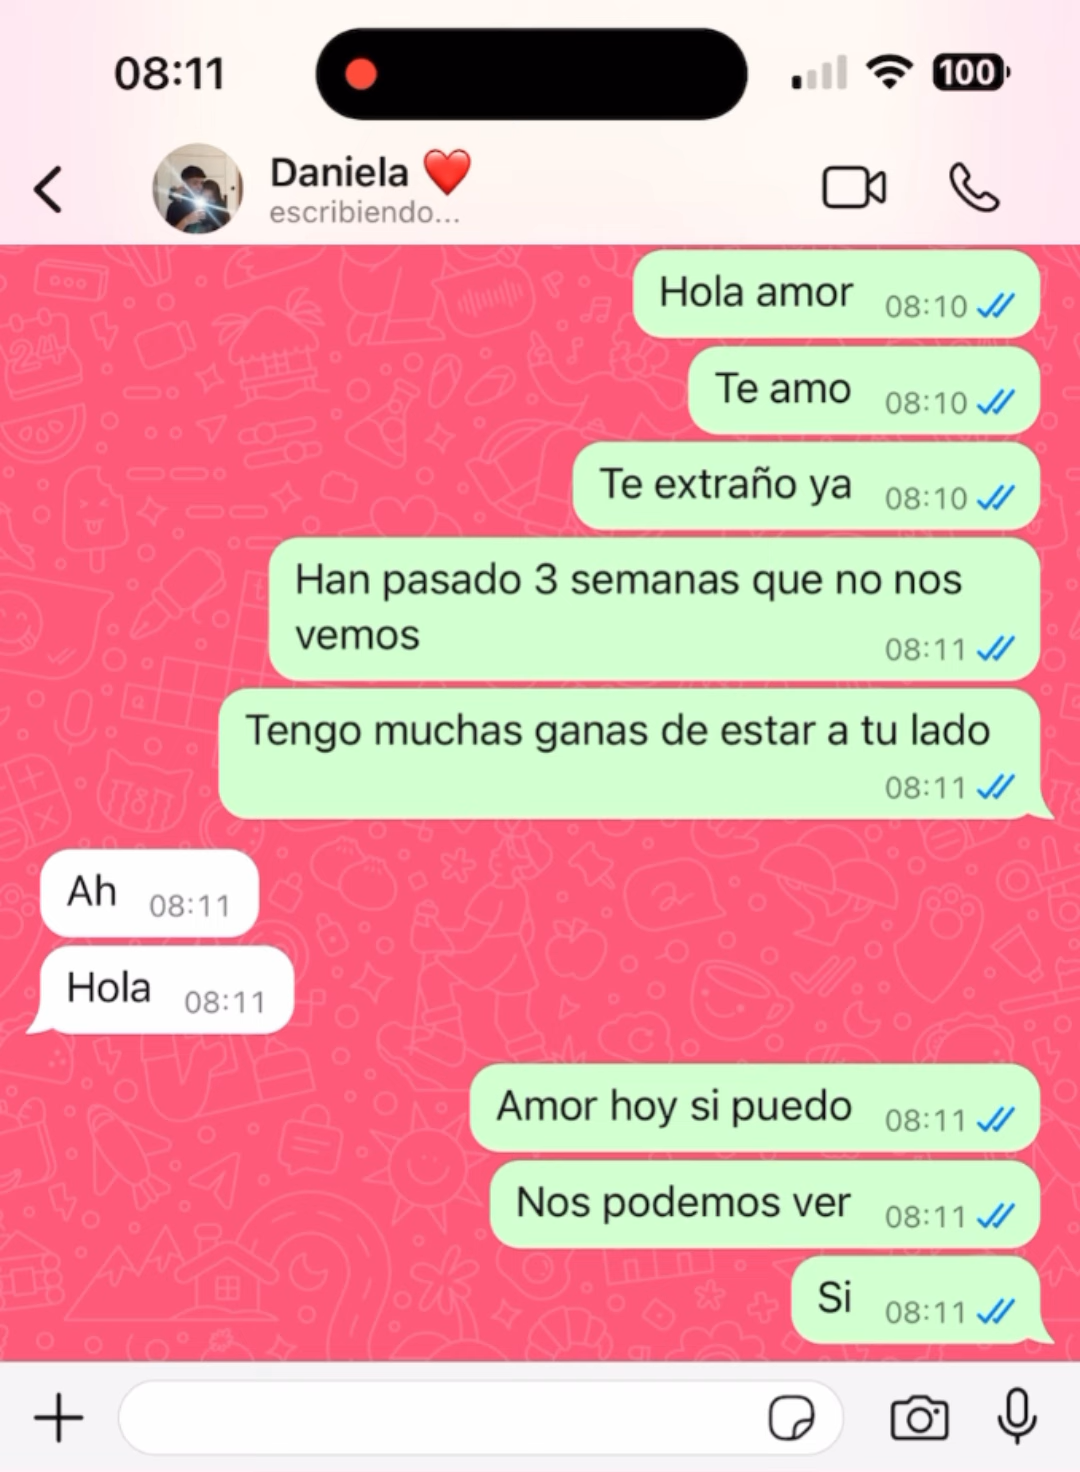 08:11
100
Daniela ❤️
escribiendo...
Hola amor 08:10
Te amo 08:10
Te extraño ya 08:10
Han pasado 3 semanas que no nos
vemos 08:11
Tengo muchas ganas de estar a tu lado
08:11
Ah 08:11
Hola 08:11
Amor hoy si puedo 08:11
Nos podemos ver 08:11
Si 08:11